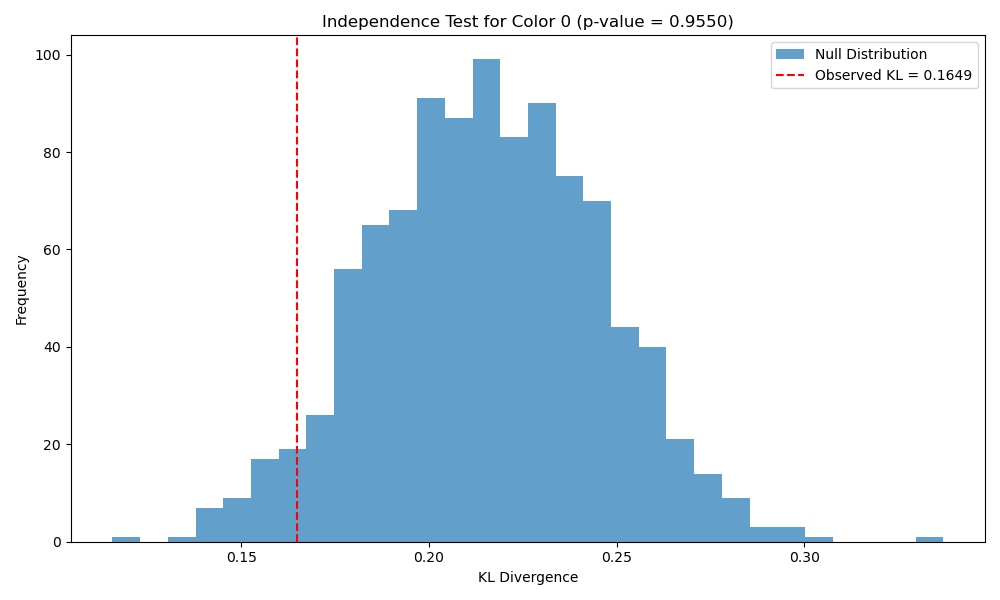 Independence Test for Color 0 (p-value = 0.9550)
Null Distribution
Observed KL = 0.1649
Frequency
100
80
60
40
20
0
0.15 0.20 0.25 0.30
KL Divergence